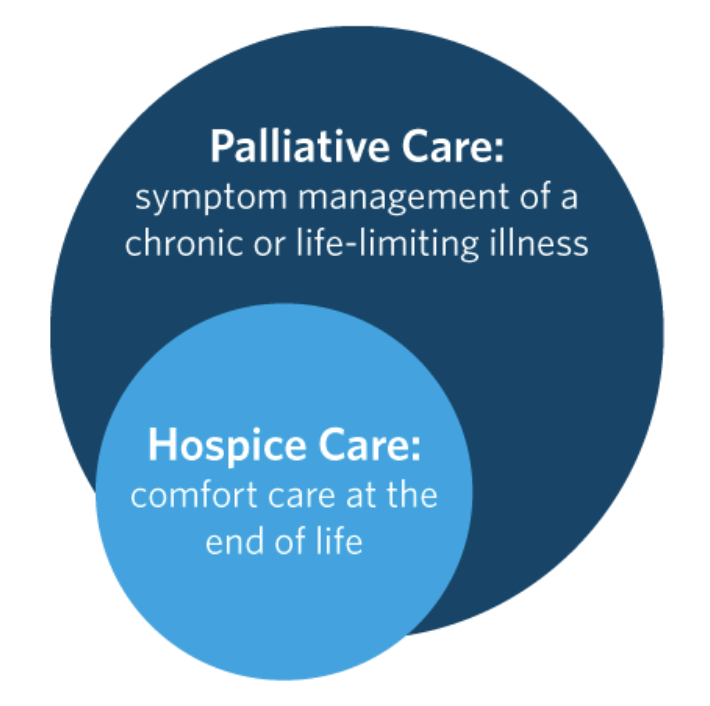 Palliative Care:
symptom management of a
chronic or life-limiting illness
Hospice Care:
comfort care at the
end of life